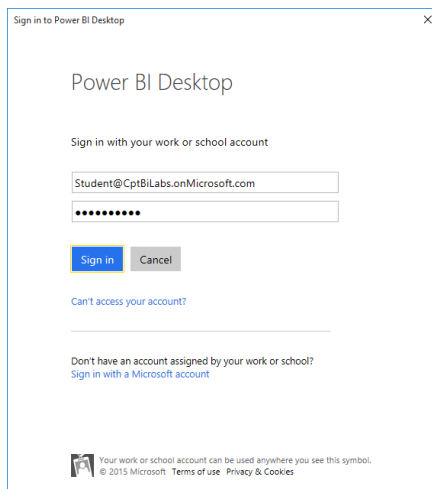 Sign in to Power BI Desktop
Power BI Desktop
Sign in with your work or school account
Student@CptBiLabs.onMicrosoft.com
●●●●●●●●●●
Sign in Cancel
Can't access your account?
Don't have an account assigned by your work or school?
Sign in with a Microsoft account
Your work or school account can be used anywhere you see this symbol.
© 2015 Microsoft Terms of use Privacy & Cookies